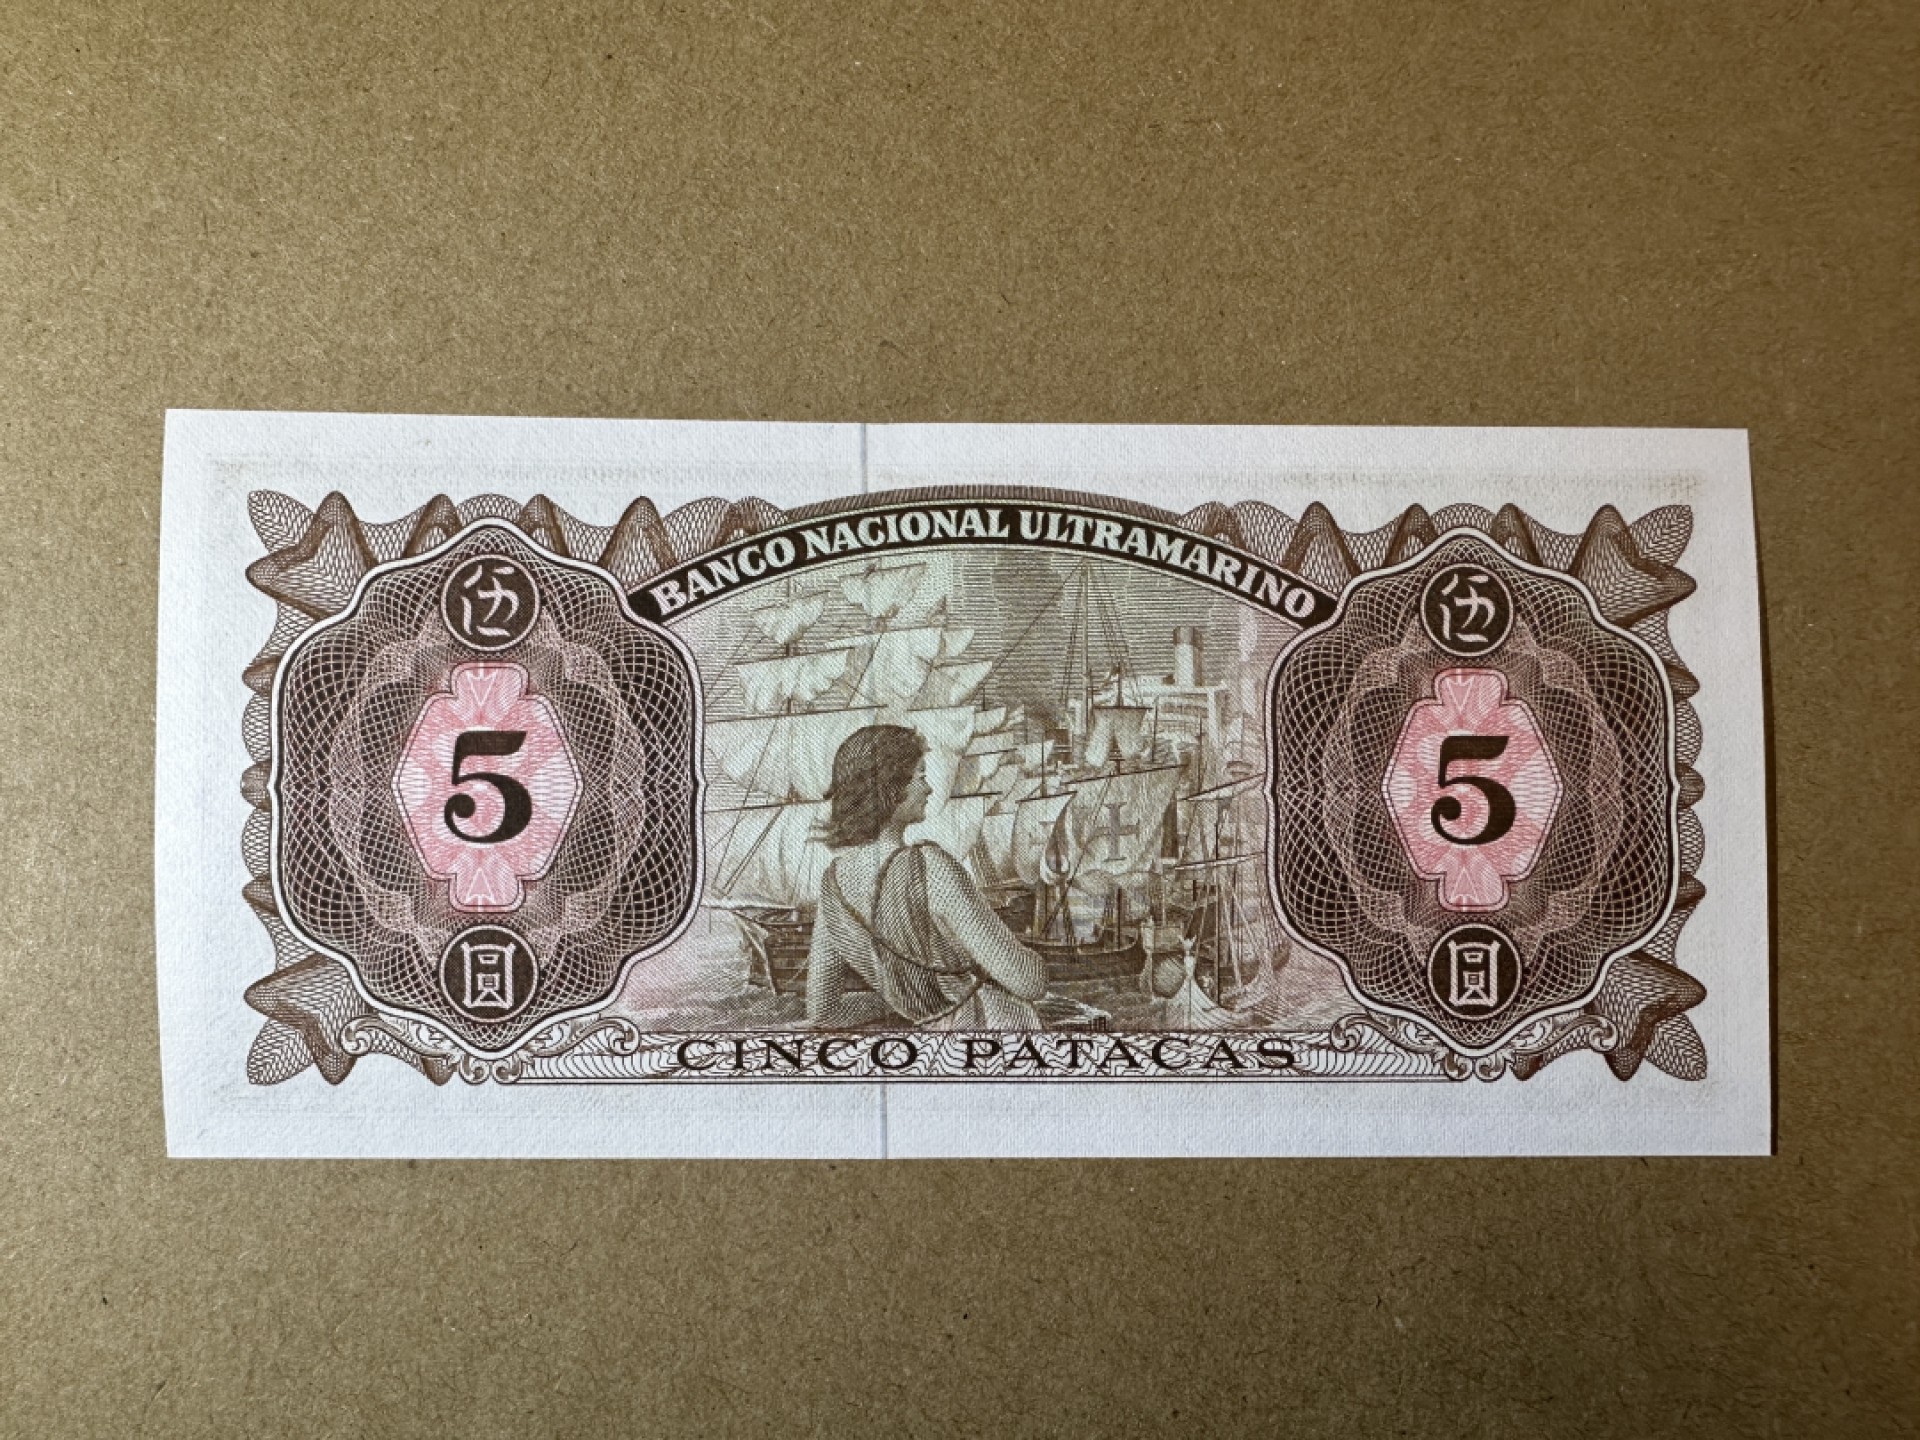 BANCO NACIONAL ULTRAMARINO
伍 伍
5 5
圓 圓
CINCO PATACAS